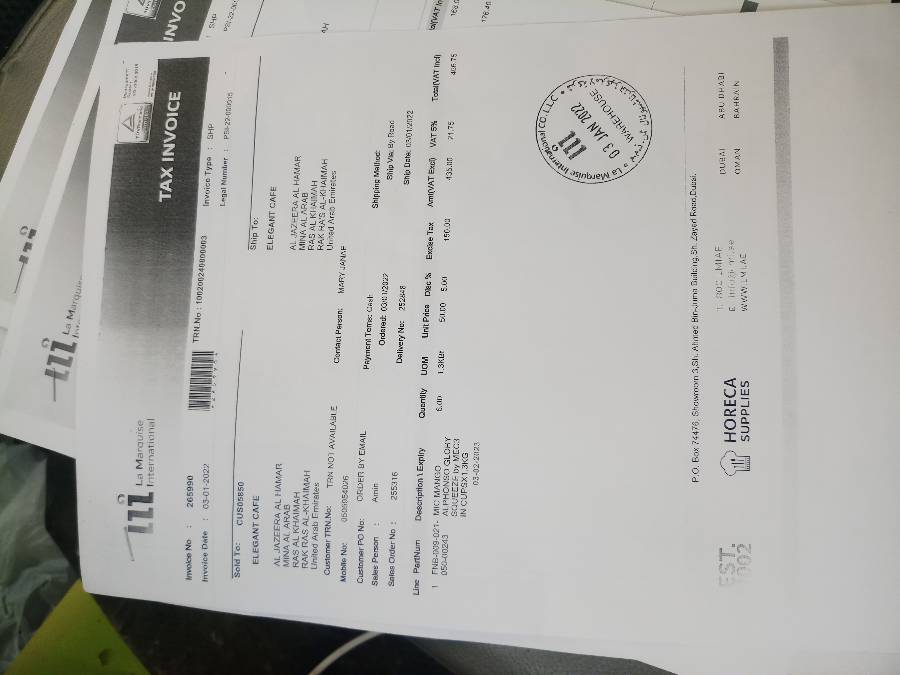 La Marquise
International
TAX INVOICE
Invoice No : 265990
TRN.No : 100200240800003
Invoice Date : 03-01-2022
Invoice Type : SHP
Legal Number : PSI-22-000015
Sold To: CUS05850
ELEGANT CAFE
AL JAZEERA AL HAMAR
MINA AL ARAB
RAS AL KHAIMAH
RAK RAS AL-KHAIMAH
United Arab Emirates
Customer TRN.No: TRN NOT AVAILABLE
Mobile No:
Ship To:
ELEGANT CAFE
AL JAZEERA AL HAMAR
MINA AL ARAB
RAS AL KHAIMAH
RAK RAS AL-KHAIMAH
United Arab Emirates
Contact Person: MARY JANAE
Customer PO No: ORDER BY EMAIL
Payment Terms: Cash
Shipping Method:
Sales Person : Amin
Ordered: 03/01/2022
Ship Via: By Road
Sales Order No : 255316
Delivery No: 252848
Ship Date: 03/01/2022
Line PartNum Description \ Expiry Quantity UOM Unit Price Disc % Excise Tax Amt(VAT Excl) VAT 5% Total(VAT Incl)
1 FNB-009-021- MIC MANGO 6.00 1.3KG 50.00 5.00 150.00 435.00 21.75 456.75
050-00243 ALPHONSO GLORY
SQUEEZE by MEC3
IN CUPSX1.3KG
03-02-2023
La Marquise International CO. LLC
03 JAN 2022
WAREHOUSE
P.O. Box 74476, Showroom 3,Sh. Ahmed Bin-Juma Building,Sh. Zayed Road,Dubai.
EST.
2002
HORECA
SUPPLIES
WWW.LMI.AE
DUBAI ABU DHABI
OMAN BAHRAIN
La Marquise
SHP